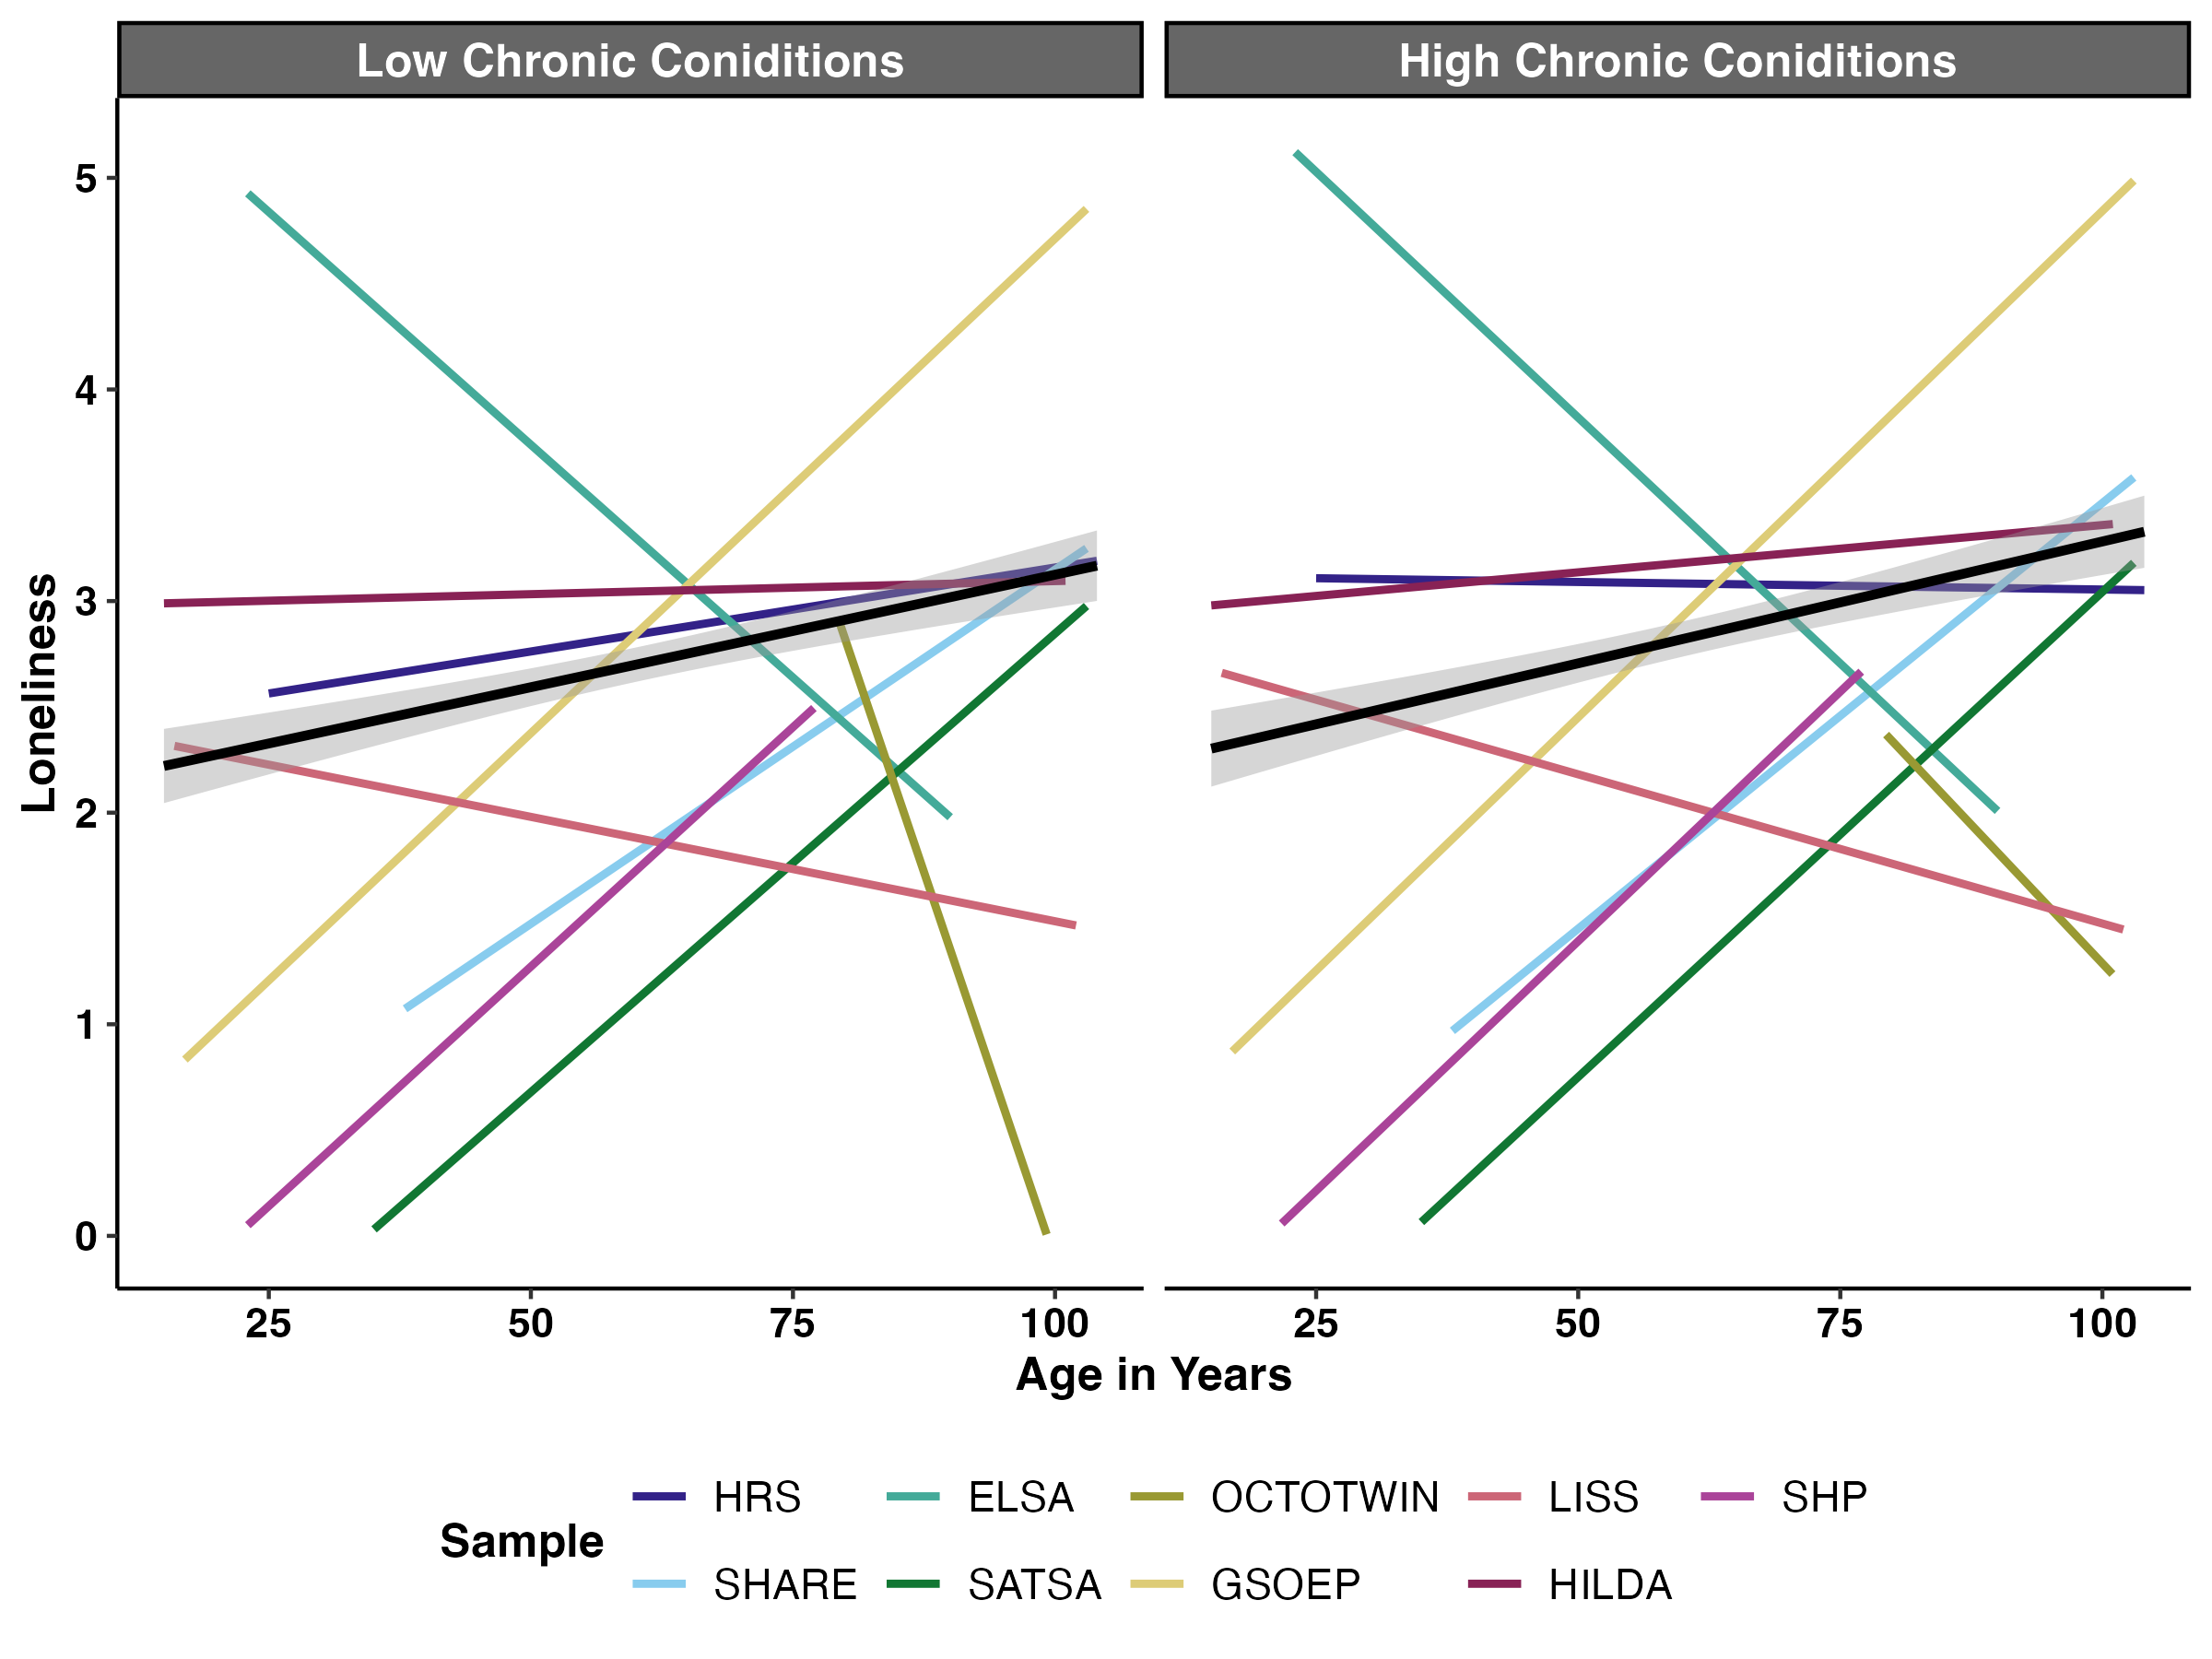 Low Chronic Coniditions
High Chronic Coniditions
5
4
3
2
1
0
Loneliness
25 50 75 100
25 50 75 100
Age in Years
Sample
HRS ELSA OCTOTWIN LISS SHP
SHARE SATSA GSOEP HILDA